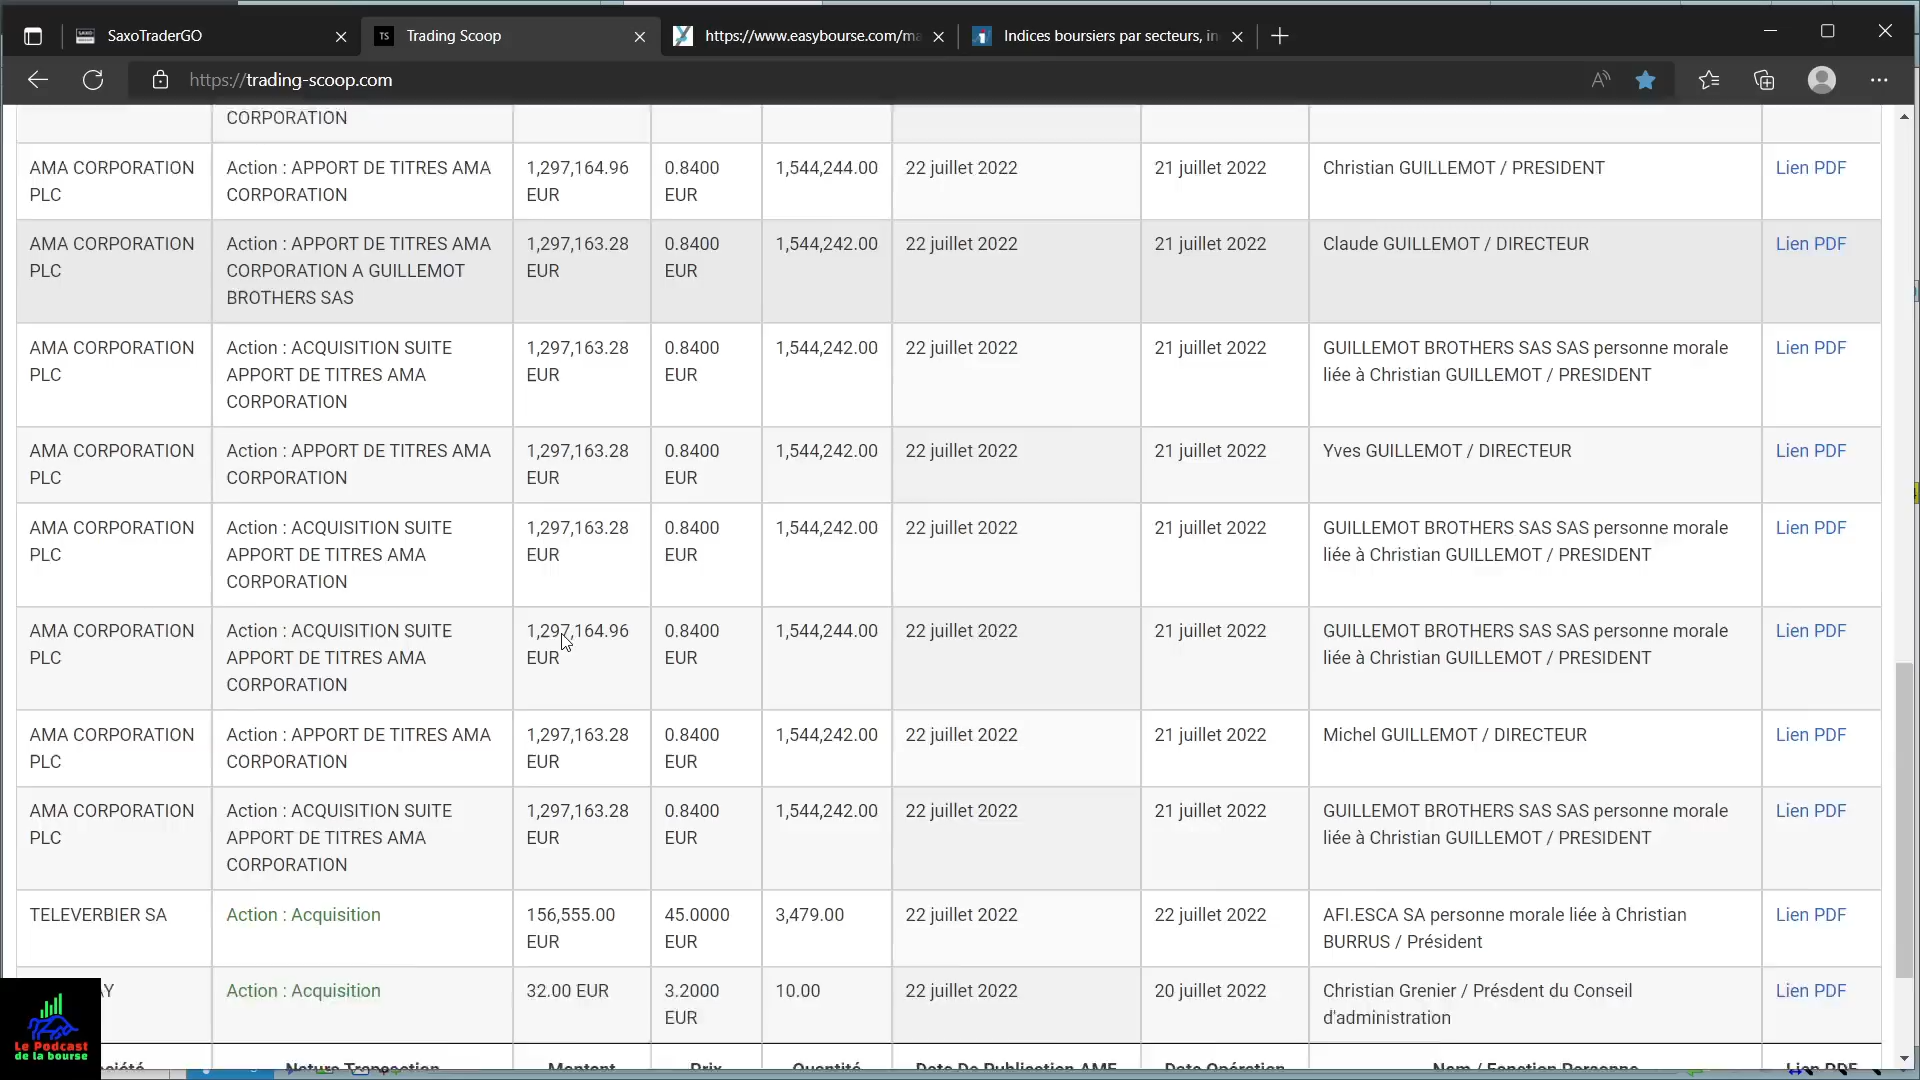 SaxoTraderGO
TS Trading Scoop
https://www.easybourse.com/ma
Indices boursiers par secteurs, in
https://trading-scoop.com
CORPORATION
AMA CORPORATION Action : APPORT DE TITRES AMA 1,297,164.96 0.8400 1,544,244.00 22 juillet 2022 21 juillet 2022 Christian GUILLEMOT / PRESIDENT Lien PDF
PLC CORPORATION EUR EUR
AMA CORPORATION Action : APPORT DE TITRES AMA 1,297,163.28 0.8400 1,544,242.00 22 juillet 2022 21 juillet 2022 Claude GUILLEMOT / DIRECTEUR Lien PDF
PLC CORPORATION A GUILLEMOT EUR EUR
BROTHERS SAS
AMA CORPORATION Action : ACQUISITION SUITE 1,297,163.28 0.8400 1,544,242.00 22 juillet 2022 21 juillet 2022 GUILLEMOT BROTHERS SAS SAS personne morale Lien PDF
PLC APPORT DE TITRES AMA EUR EUR liée à Christian GUILLEMOT / PRESIDENT
CORPORATION
AMA CORPORATION Action : APPORT DE TITRES AMA 1,297,163.28 0.8400 1,544,242.00 22 juillet 2022 21 juillet 2022 Yves GUILLEMOT / DIRECTEUR Lien PDF
PLC CORPORATION EUR EUR
AMA CORPORATION Action : ACQUISITION SUITE 1,297,163.28 0.8400 1,544,242.00 22 juillet 2022 21 juillet 2022 GUILLEMOT BROTHERS SAS SAS personne morale Lien PDF
PLC APPORT DE TITRES AMA EUR EUR liée à Christian GUILLEMOT / PRESIDENT
CORPORATION
AMA CORPORATION Action : ACQUISITION SUITE 1,297,164.96 0.8400 1,544,244.00 22 juillet 2022 21 juillet 2022 GUILLEMOT BROTHERS SAS SAS personne morale Lien PDF
PLC APPORT DE TITRES AMA EUR EUR liée à Christian GUILLEMOT / PRESIDENT
CORPORATION
AMA CORPORATION Action : APPORT DE TITRES AMA 1,297,163.28 0.8400 1,544,242.00 22 juillet 2022 21 juillet 2022 Michel GUILLEMOT / DIRECTEUR Lien PDF
PLC CORPORATION EUR EUR
AMA CORPORATION Action : ACQUISITION SUITE 1,297,163.28 0.8400 1,544,242.00 22 juillet 2022 21 juillet 2022 GUILLEMOT BROTHERS SAS SAS personne morale Lien PDF
PLC APPORT DE TITRES AMA EUR EUR liée à Christian GUILLEMOT / PRESIDENT
CORPORATION
TELEVERBIER SA Action : Acquisition 156,555.00 45.0000 3,479.00 22 juillet 2022 22 juillet 2022 AFI.ESCA SA personne morale liée à Christian Lien PDF
EUR EUR BURRUS / Président
AY Action : Acquisition 32.00 EUR 3.2000 10.00 22 juillet 2022 20 juillet 2022 Christian Grenier / Présdent du Conseil Lien PDF
EUR d'administration
Nature Transaction Montant Prix Quantité Date De Publication AMF Date Opération Nom / Fonction Personne Lien PDF
Le Podcast
de la bourse